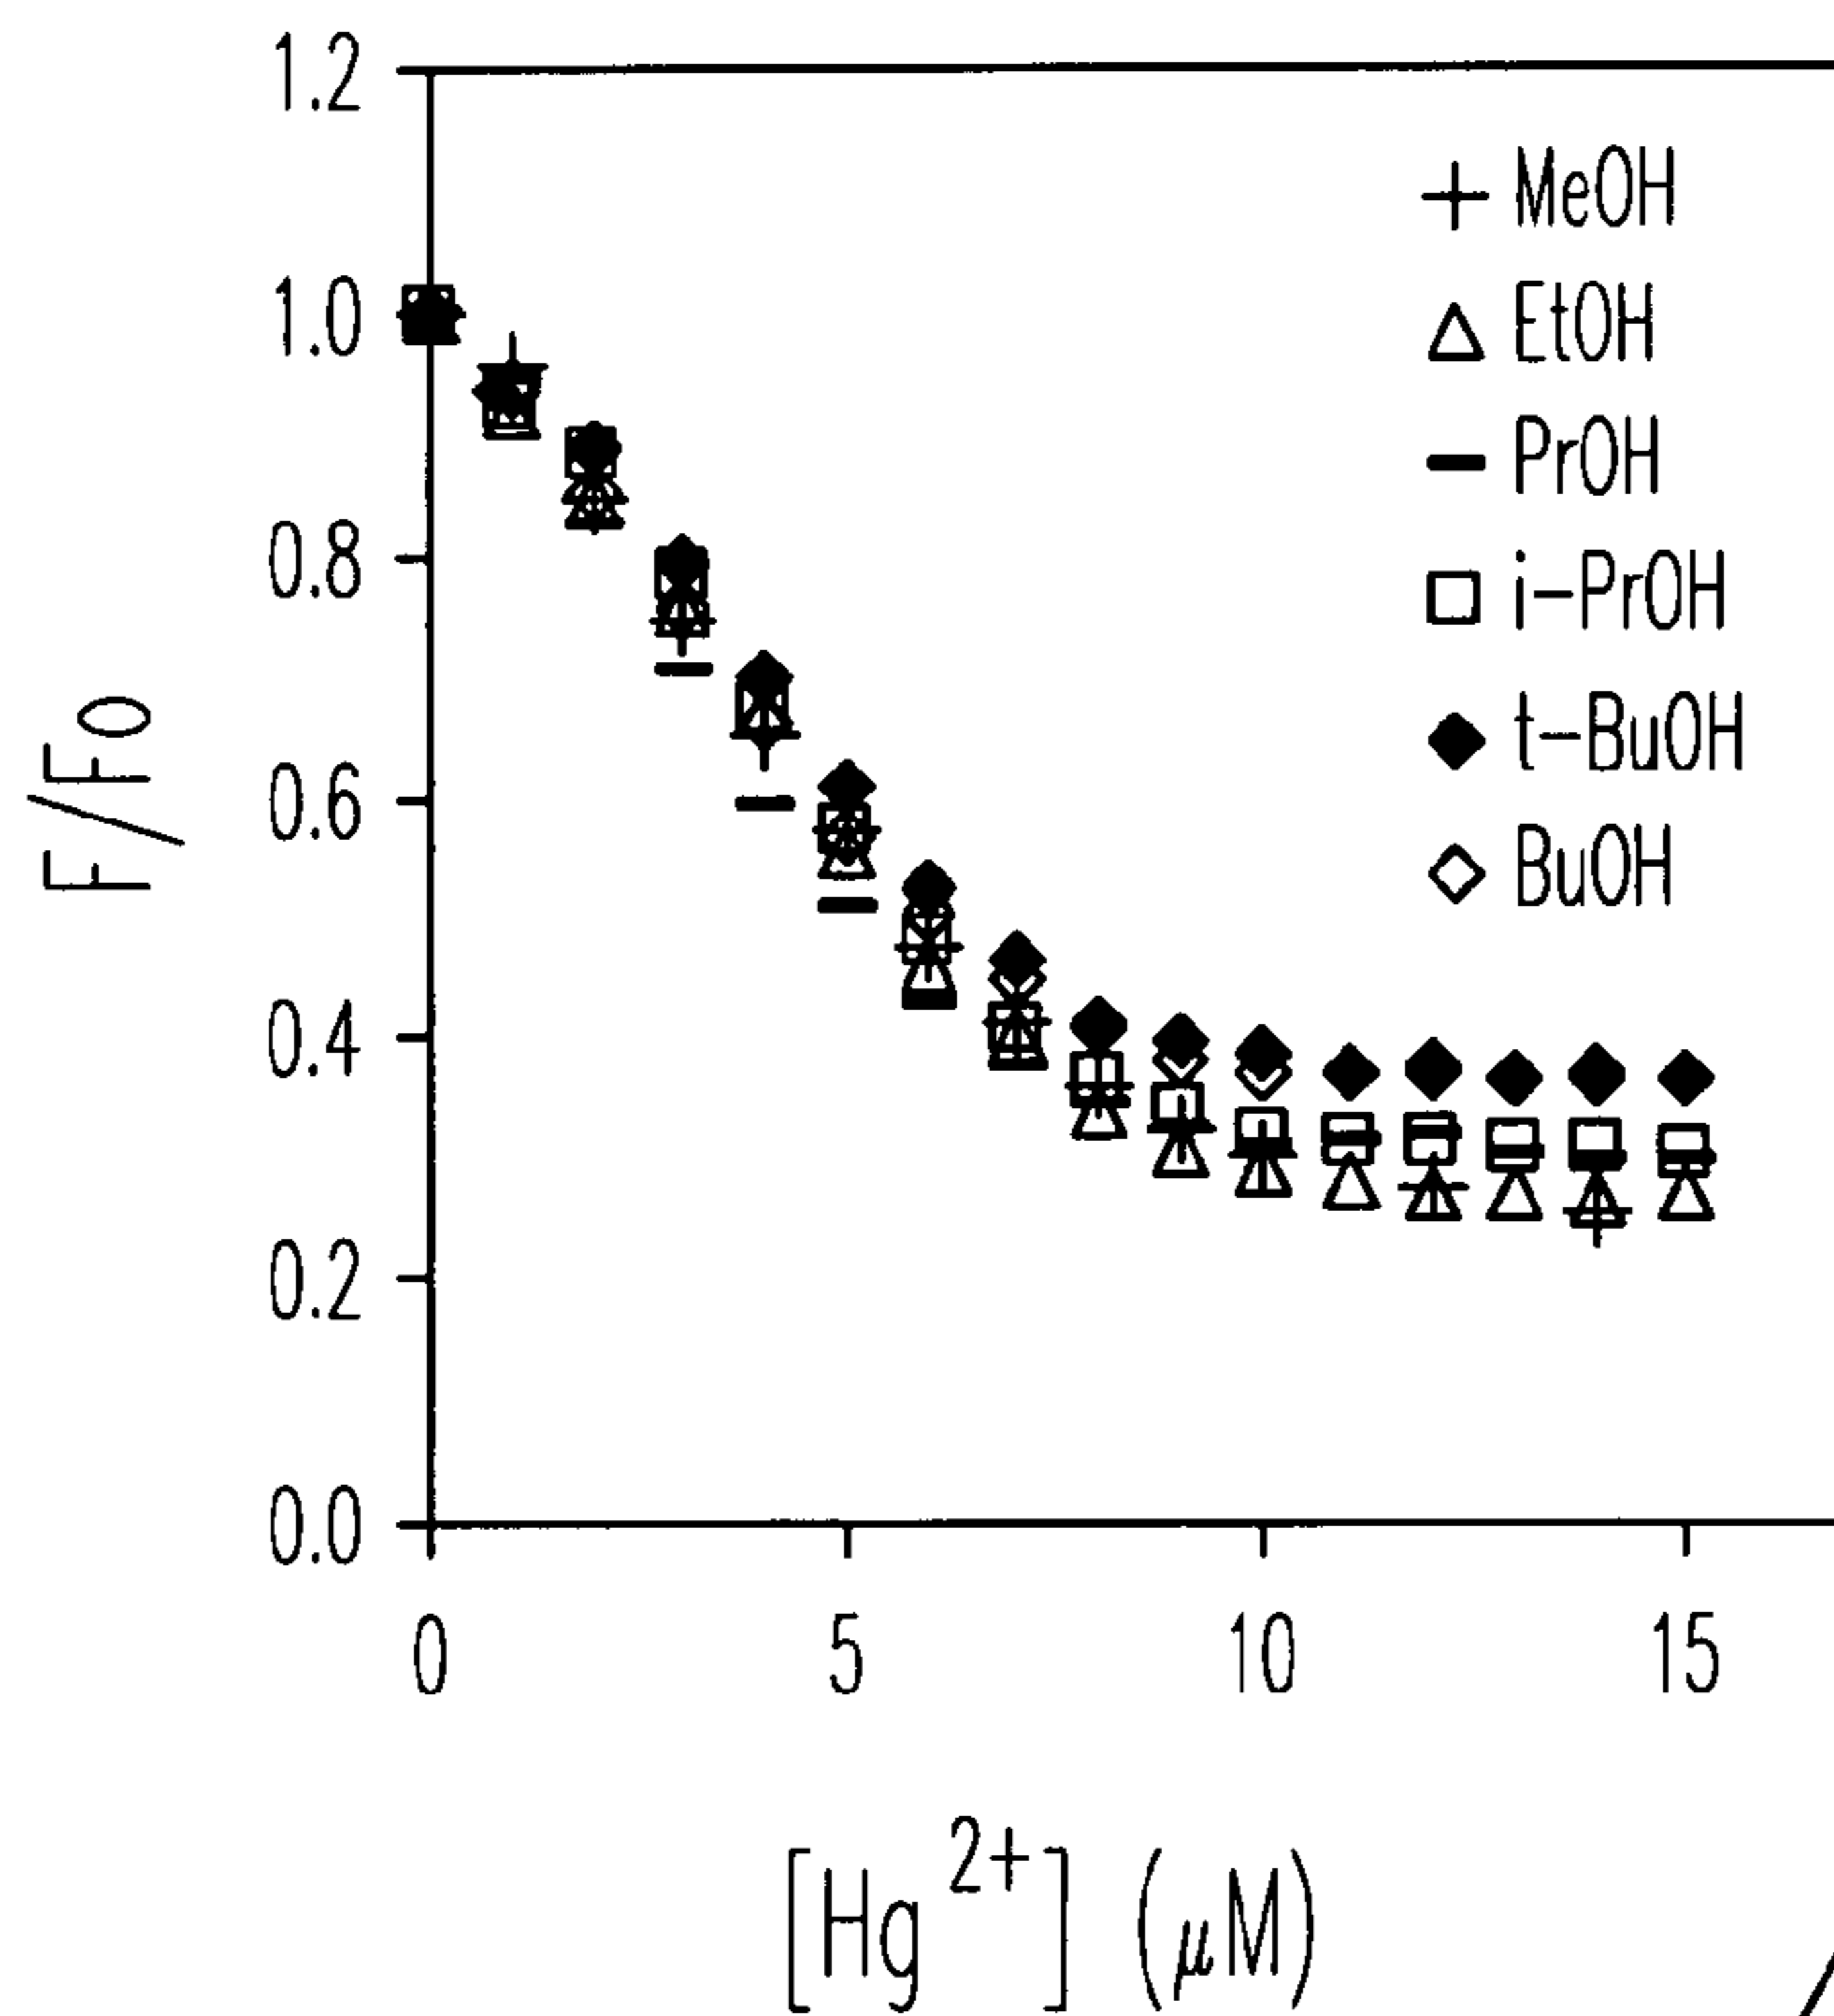 1.2
1.0
0.8
0.6
0.4
0.2
0.0
F/Fo
MeOH
EtOH
PrOH
i-PrOH
t-BuOH
BuOH
0 5 10 15
[Hg2+] (μM)